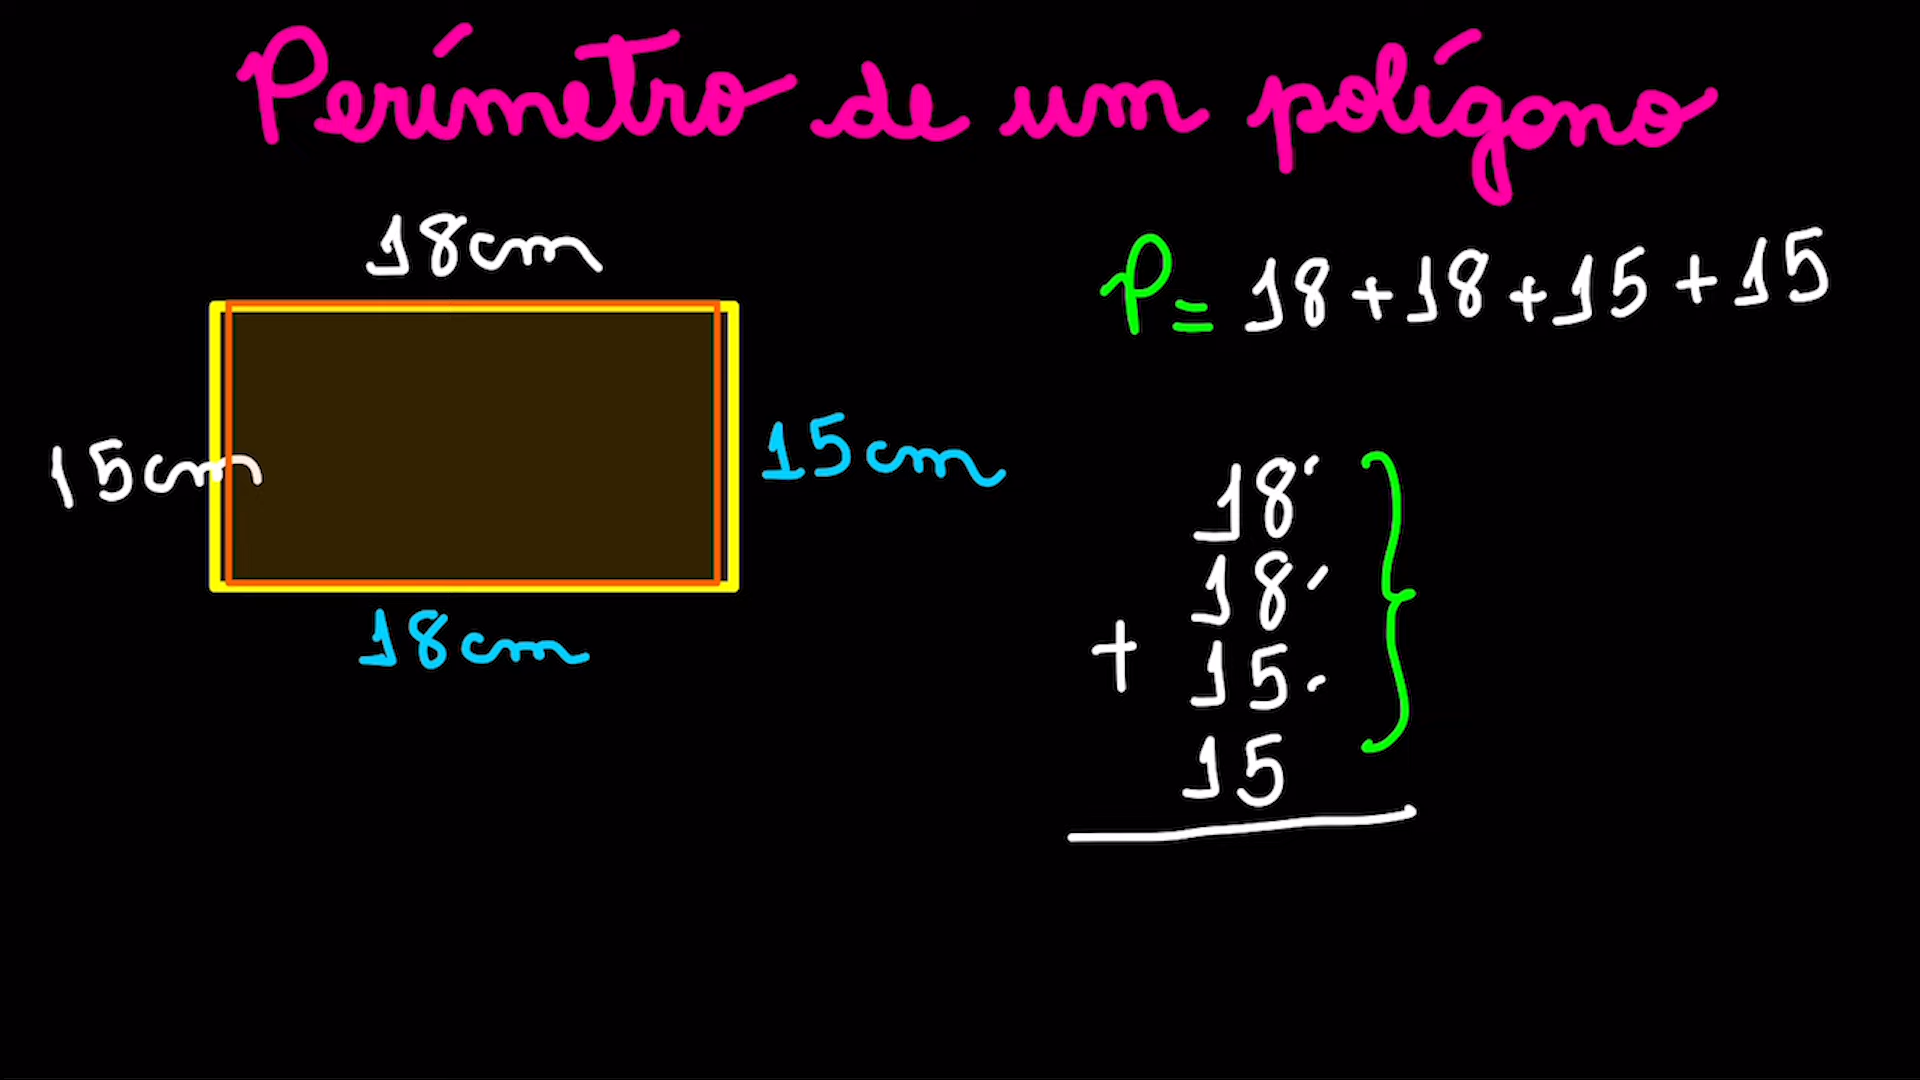 Perímetro de um polígono
18cm
P= 18+18+15+15
15cm
15cm
18cm
18
18
+ 15
15